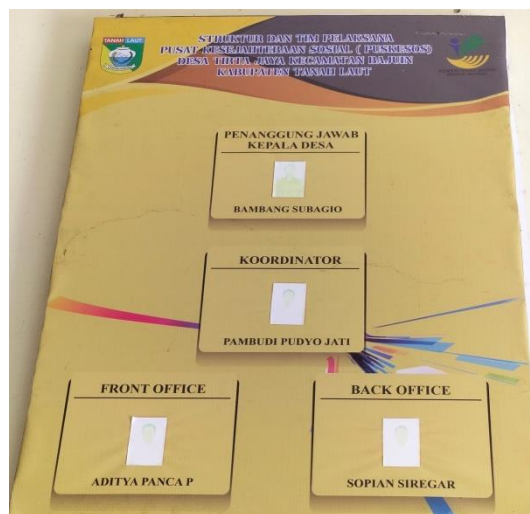 TANAH LAUT
STRUKTUR DAN TIM PELAKSANA
PUSAT KESEJAHTERAAN SOSIAL ( PUSKESOS)
DESA TIRTA JAYA KECAMATAN BAJUIN
KABUPATEN TANAH LAUT
PENANGGUNG JAWAB
KEPALA DESA
BAMBANG SUBAGIO
KOORDINATOR
PAMBUDI PUDYO JATI
FRONT OFFICE
ADITYA PANCA P
BACK OFFICE
SOPIAN SIREGAR